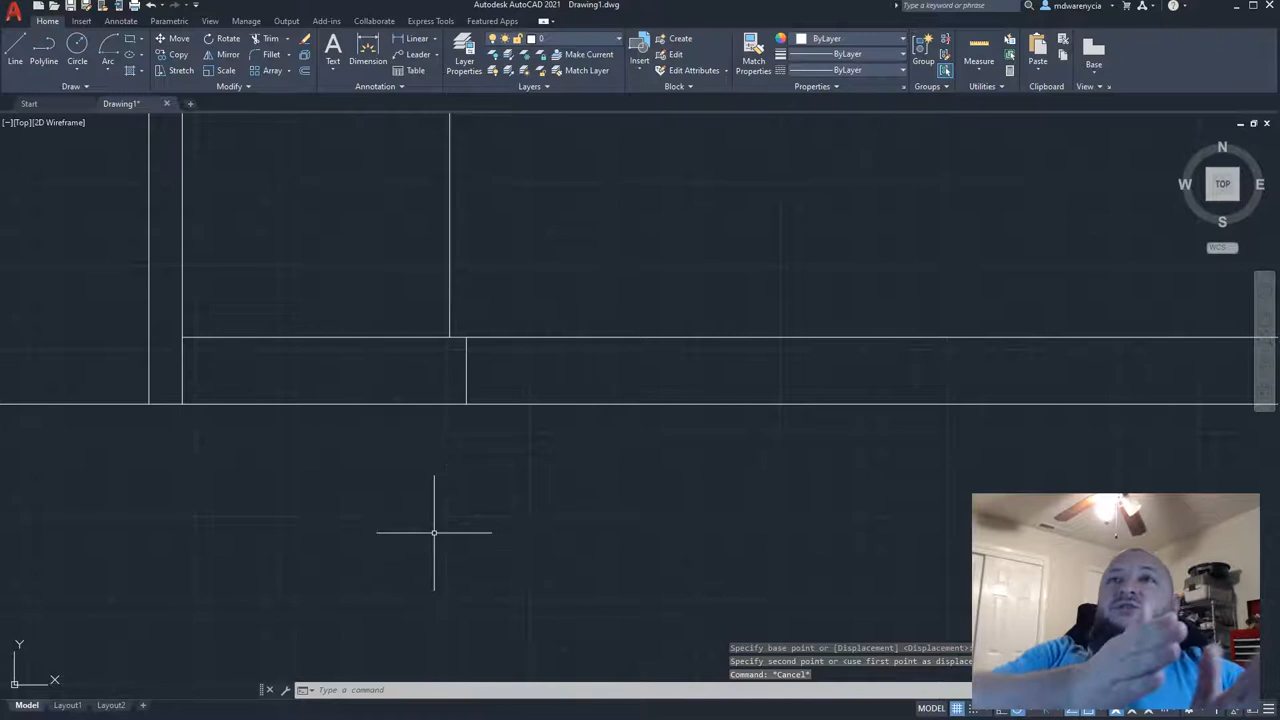 Autodesk AutoCAD 2021 Drawing1.dwg
Type a keyword or phrase
mdwarenycia
Home Insert Annotate Parametric View Manage Output Add-ins Collaborate Express Tools Featured Apps
Line
Polyline
Circle
Arc
Move
Copy
Stretch
Rotate
Mirror
Scale
Trim
Fillet
Array
Text
Dimension
Linear
Leader
Table
Layer
Properties
0
Make Current
Match Layer
Insert
Create
Edit
Edit Attributes
Match
Properties
ByLayer
ByLayer
ByLayer
Group
Measure
Paste
Base
Draw Modify Annotation Layers Block Properties Groups Utilities Clipboard View
Start Drawing1*
[−][Top][2D Wireframe]
N
W TOP E
S
WCS
Specify base point or [Displacement] <Displacement>:
Specify second point or <use first point as displace
Command: *Cancel*
Y
X
Type a command
Model Layout1 Layout2
MODEL